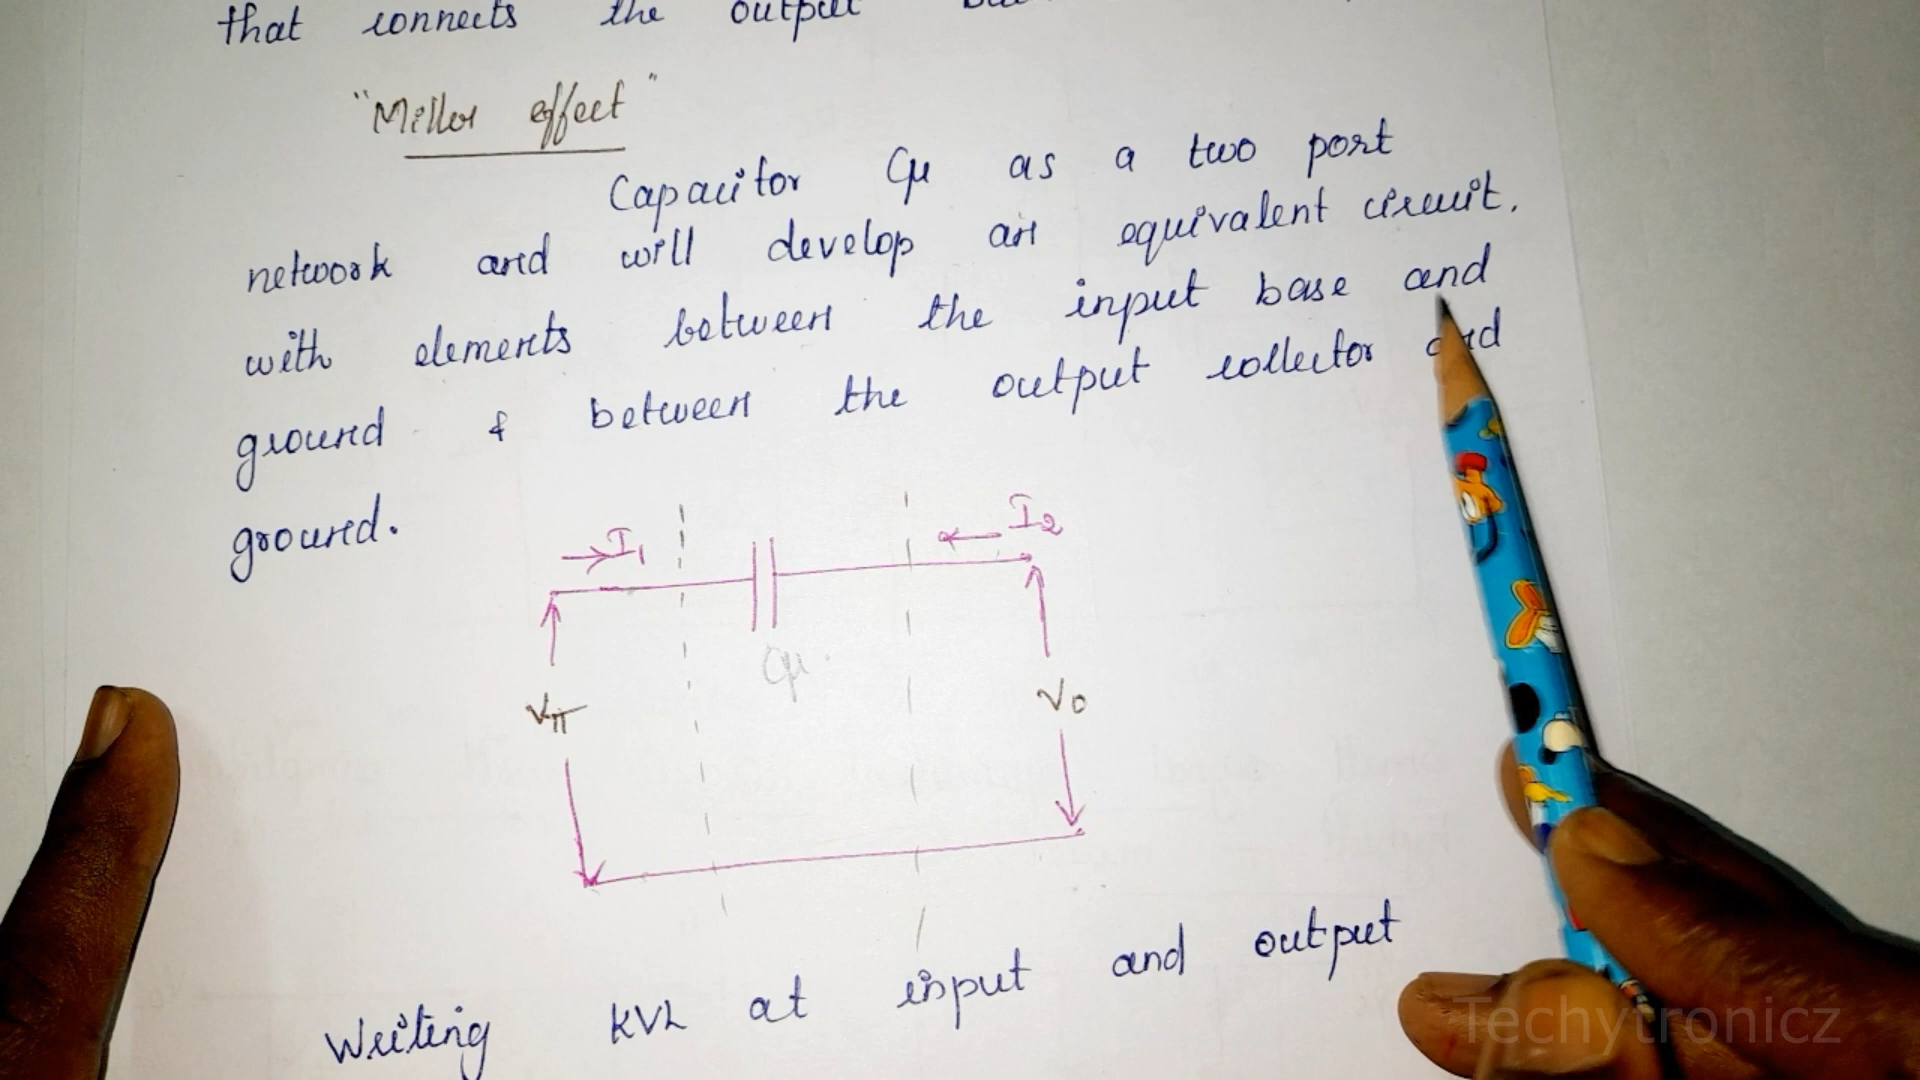 that connects the output
"Miller effect"
Capacitor Cμ as a two port
network and will develop an equivalent circuit.
with elements between the input base and
ground & between the output collector and
ground.
I1
I2
Cμ
Vπ
Vo
Writing KVL at input and output
Techytronicz